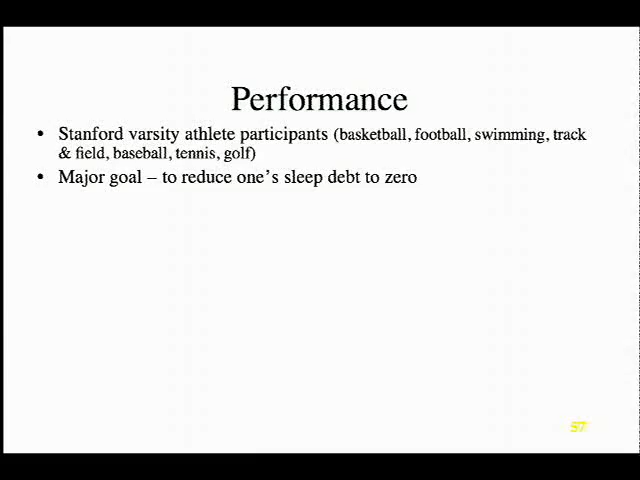 Performance
• Stanford varsity athlete participants (basketball, football, swimming, track
& field, baseball, tennis, golf)
• Major goal – to reduce one's sleep debt to zero
57